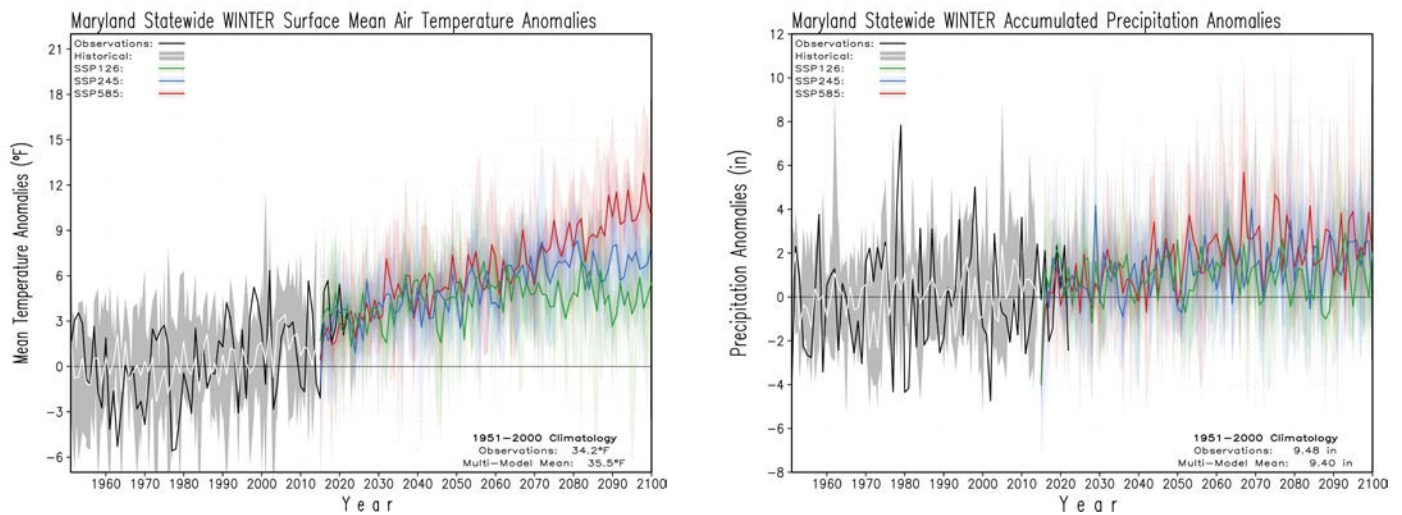 Maryland Statewide WINTER Surface Mean Air Temperature Anomalies
Mean Temperature Anomalies (°F)
21
18
15
12
9
6
3
0
−3
−6
Observations:
Historical:
SSP126:
SSP245:
SSP585:
1951−2000 Climatology
Observations: 34.2°F
Multi−Model Mean: 35.5°F
1960 1970 1980 1990 2000 2010 2020 2030 2040 2050 2060 2070 2080 2090 2100
Year
Maryland Statewide WINTER Accumulated Precipitation Anomalies
Precipitation Anomalies (in)
12
10
8
6
4
2
0
−2
−4
−6
−8
Observations:
Historical:
SSP126:
SSP245:
SSP585:
1951−2000 Climatology
Observations: 9.48 in
Multi−Model Mean: 9.40 in
1960 1970 1980 1990 2000 2010 2020 2030 2040 2050 2060 2070 2080 2090 2100
Year